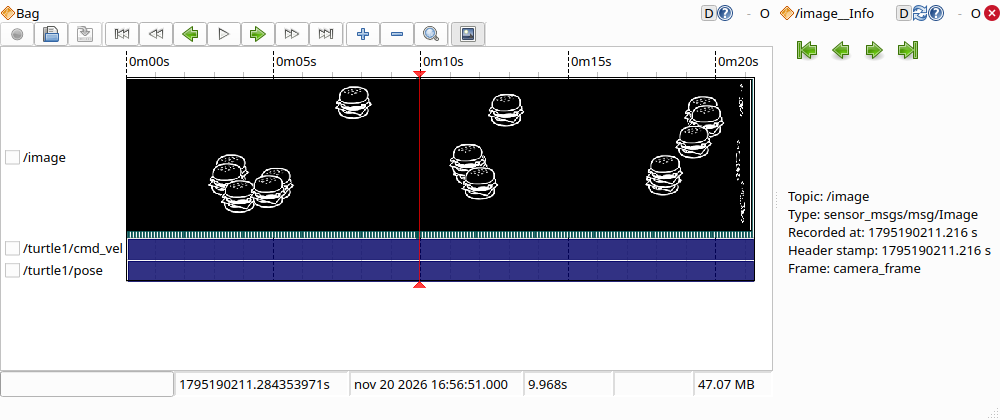 Bag
D
- O
/image__Info
D
- O
0m00s 0m05s 0m10s 0m15s 0m20s
/image
/turtle1/cmd_vel
/turtle1/pose
Topic: /image
Type: sensor_msgs/msg/Image
Recorded at: 1795190211.216 s
Header stamp: 1795190211.216 s
Frame: camera_frame
1795190211.284353971s nov 20 2026 16:56:51.000 9.968s 47.07 MB